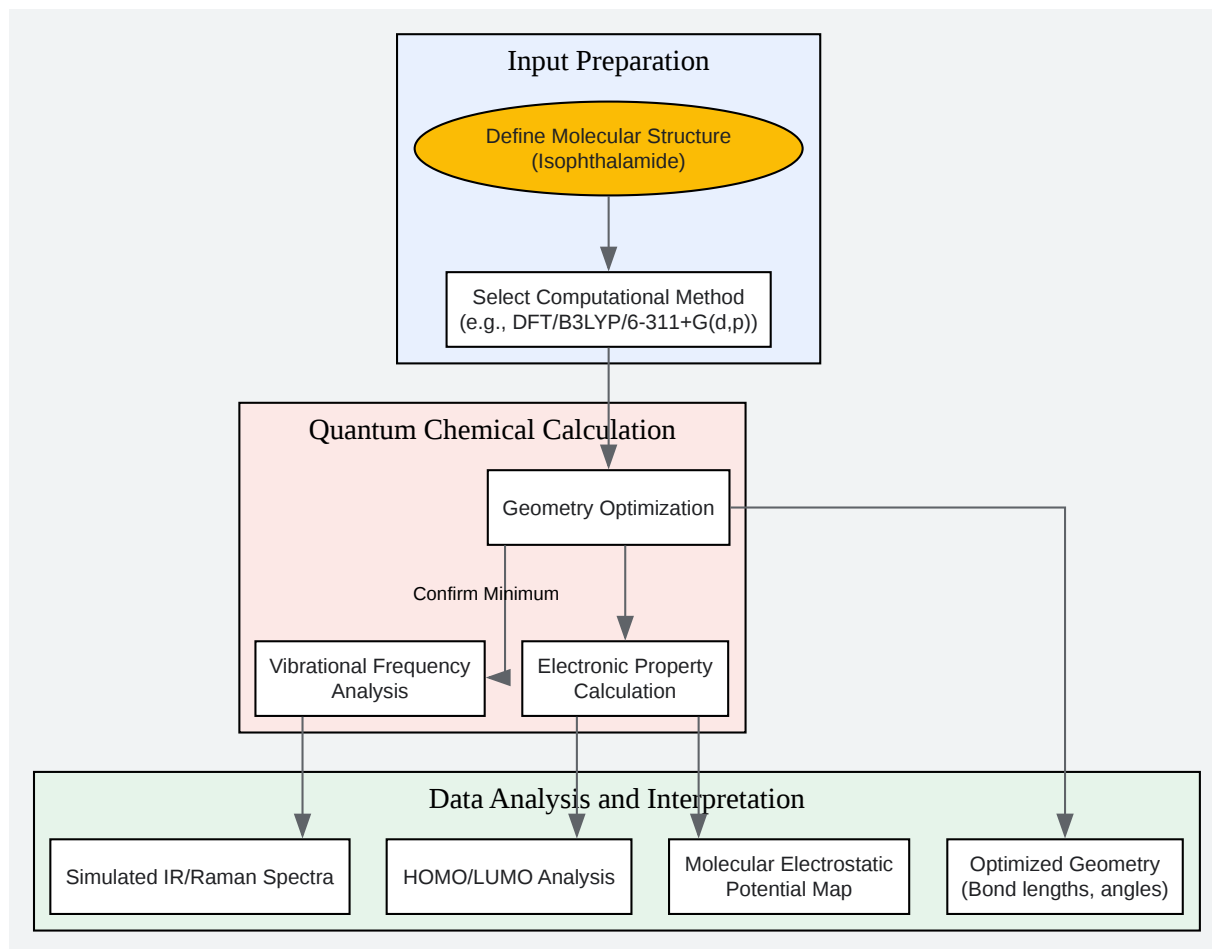 Input Preparation
Define Molecular Structure
(Isophthalamide)
Select Computational Method
(e.g., DFT/B3LYP/6-311+G(d,p))
Quantum Chemical Calculation
Geometry Optimization
Confirm Minimum
Vibrational Frequency
Analysis
Electronic Property
Calculation
Data Analysis and Interpretation
Simulated IR/Raman Spectra
HOMO/LUMO Analysis
Molecular Electrostatic
Potential Map
Optimized Geometry
(Bond lengths, angles)